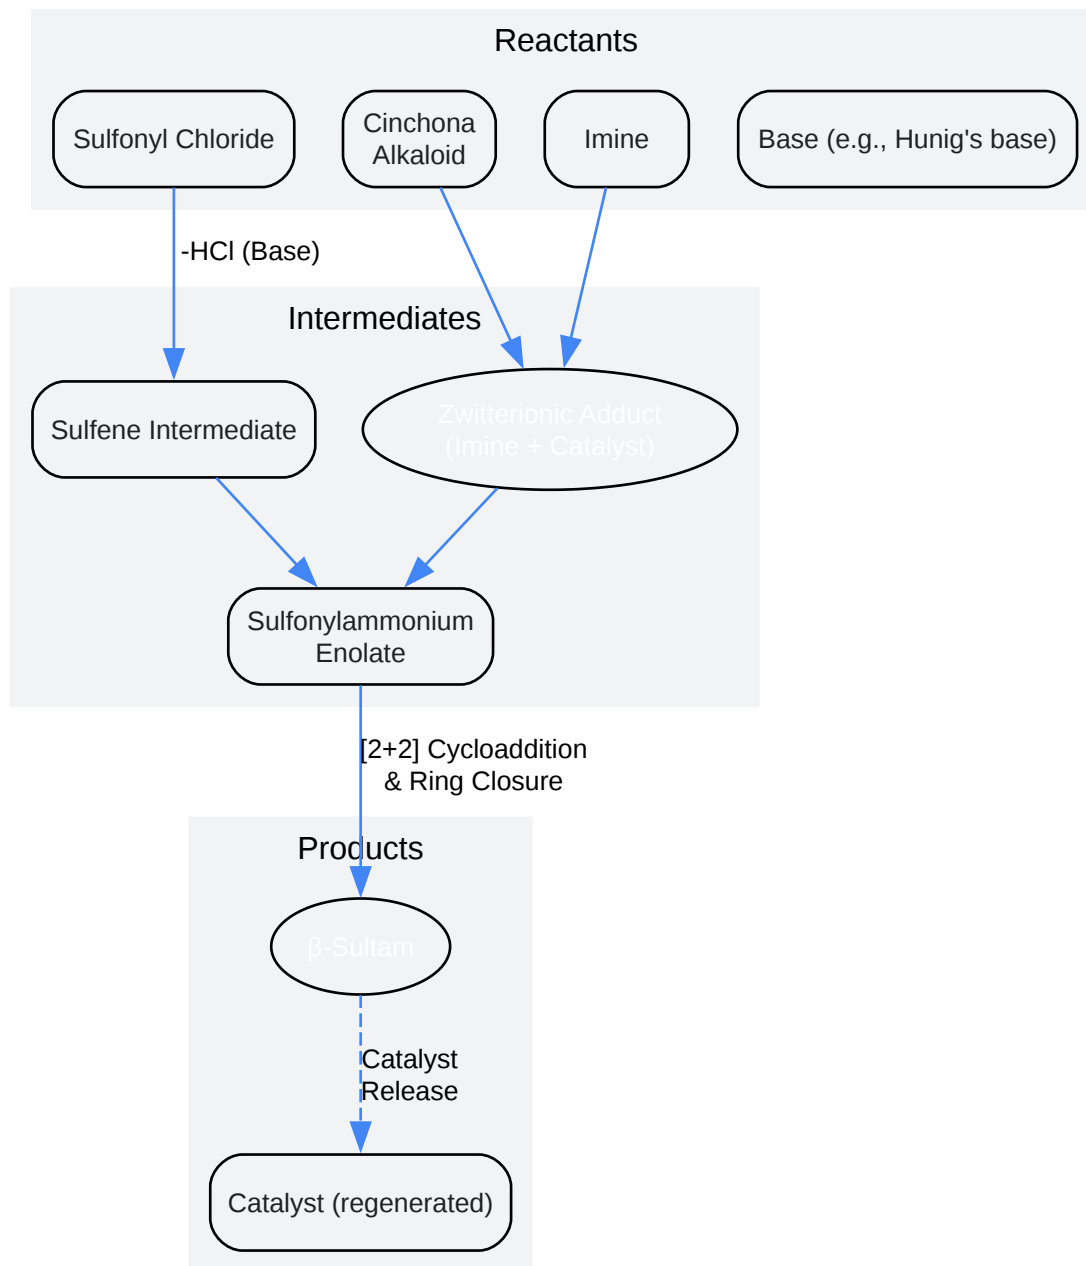 Reactants
Sulfonyl Chloride
Cinchona
Alkaloid
Imine
Base (e.g., Hunig's base)
-HCl (Base)
Intermediates
Sulfene Intermediate
Zwitterionic Adduct
(Imine + Catalyst)
Sulfonylammonium
Enolate
[2+2] Cycloaddition
& Ring Closure
Products
β-Sultam
Catalyst
Release
Catalyst (regenerated)